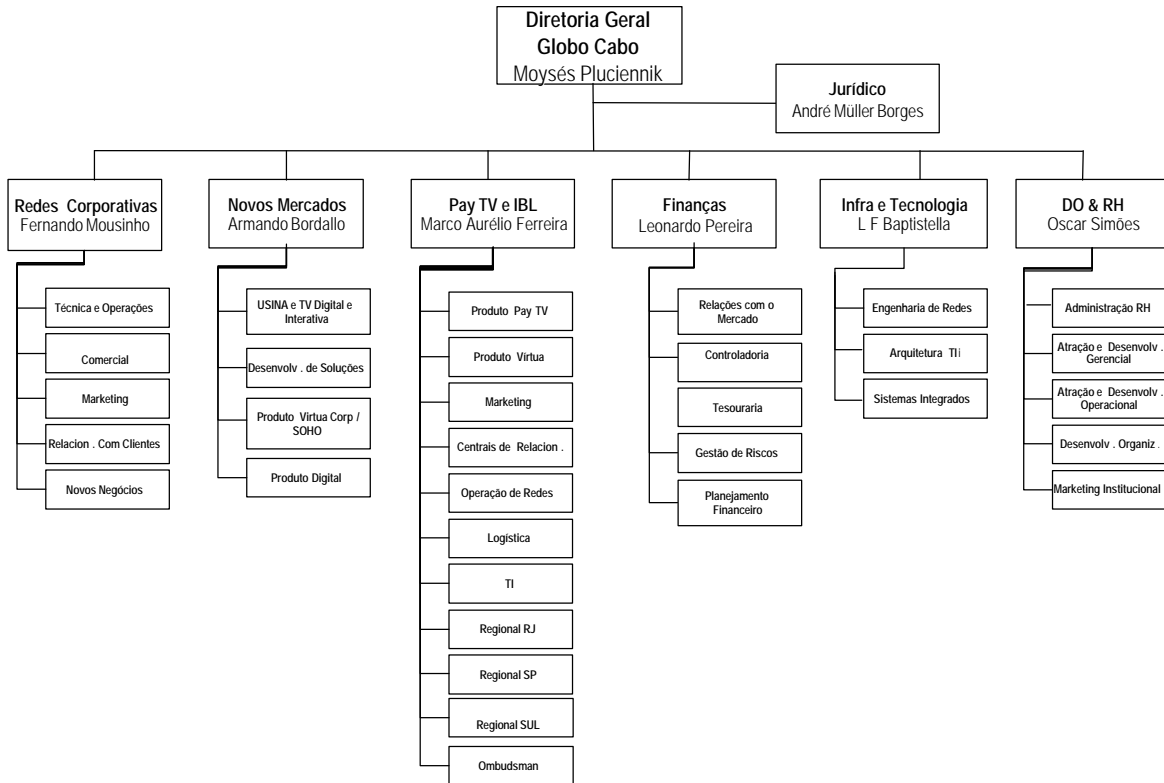 Diretoria Geral
Globo Cabo
Moysés Pluciennik
Jurídico
André Müller Borges
Redes Corporativas
Fernando Mousinho
Técnica e Operações
Comercial
Marketing
Relacion . Com Clientes
Novos Negócios
Novos Mercados
Armando Bordallo
USINA e TV Digital e
Interativa
Desenvolv . de Soluções
Produto Virtua Corp /
SOHO
Produto Digital
Pay TV e IBL
Marco Aurélio Ferreira
Produto Pay TV
Produto Vírtua
Marketing
Centrais de Relacion .
Operação de Redes
Logística
TI
Regional RJ
Regional SP
Regional SUL
Ombudsman
Finanças
Leonardo Pereira
Relações com o
Mercado
Controladoria
Tesouraria
Gestão de Riscos
Planejamento
Financeiro
Infra e Tecnologia
L F Baptistella
Engenharia de Redes
Arquitetura TIi
Sistemas Integrados
DO & RH
Oscar Simões
Administração RH
Atração e Desenvolv .
Gerencial
Atração e Desenvolv .
Operacional
Desenvolv . Organiz .
Marketing Institucional